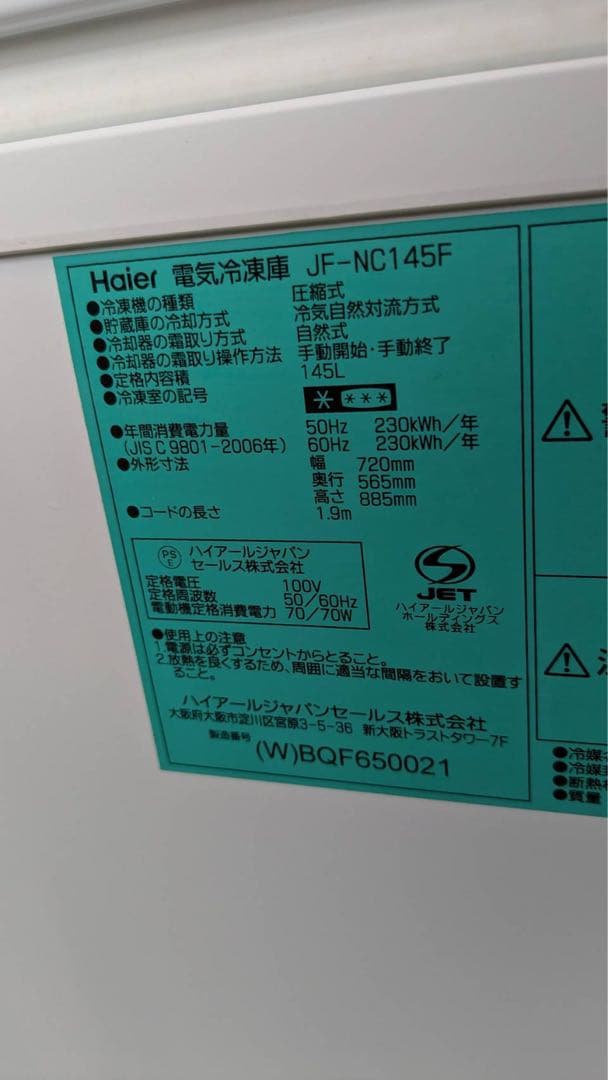 Haier 電気冷凍庫 JF-NC145F
●冷凍機の種類 圧縮式
●貯蔵庫の冷却方式 冷気自然対流方式
●冷却器の霜取り方式 自然式
●冷却器の霜取り操作方法 手動開始・手動終了
●定格内容積 145L
●冷凍室の記号 * ***
●年間消費電力量 50Hz 230kWh/年
(JIS C 9801-2006年) 60Hz 230kWh/年
●外形寸法 幅 720mm
奥行 565mm
高さ 885mm
●コードの長さ 1.9m
PS
E
ハイアールジャパン
セールス株式会社
定格電圧 100V
定格周波数 50/60Hz
電動機定格消費電力 70/70W
JET
ハイアールジャパン
ホールディングス
株式会社
●使用上の注意
1.電源は必ずコンセントからとること。
2.放熱を良くするため、周囲に適当な間隔をおいて設置す
ること。
ハイアールジャパンセールス株式会社
大阪府大阪市淀川区宮原3-5-36 新大阪トラストタワー7F
製造番号 (W)BQF650021
●冷媒
●冷媒
●断熱
●質量